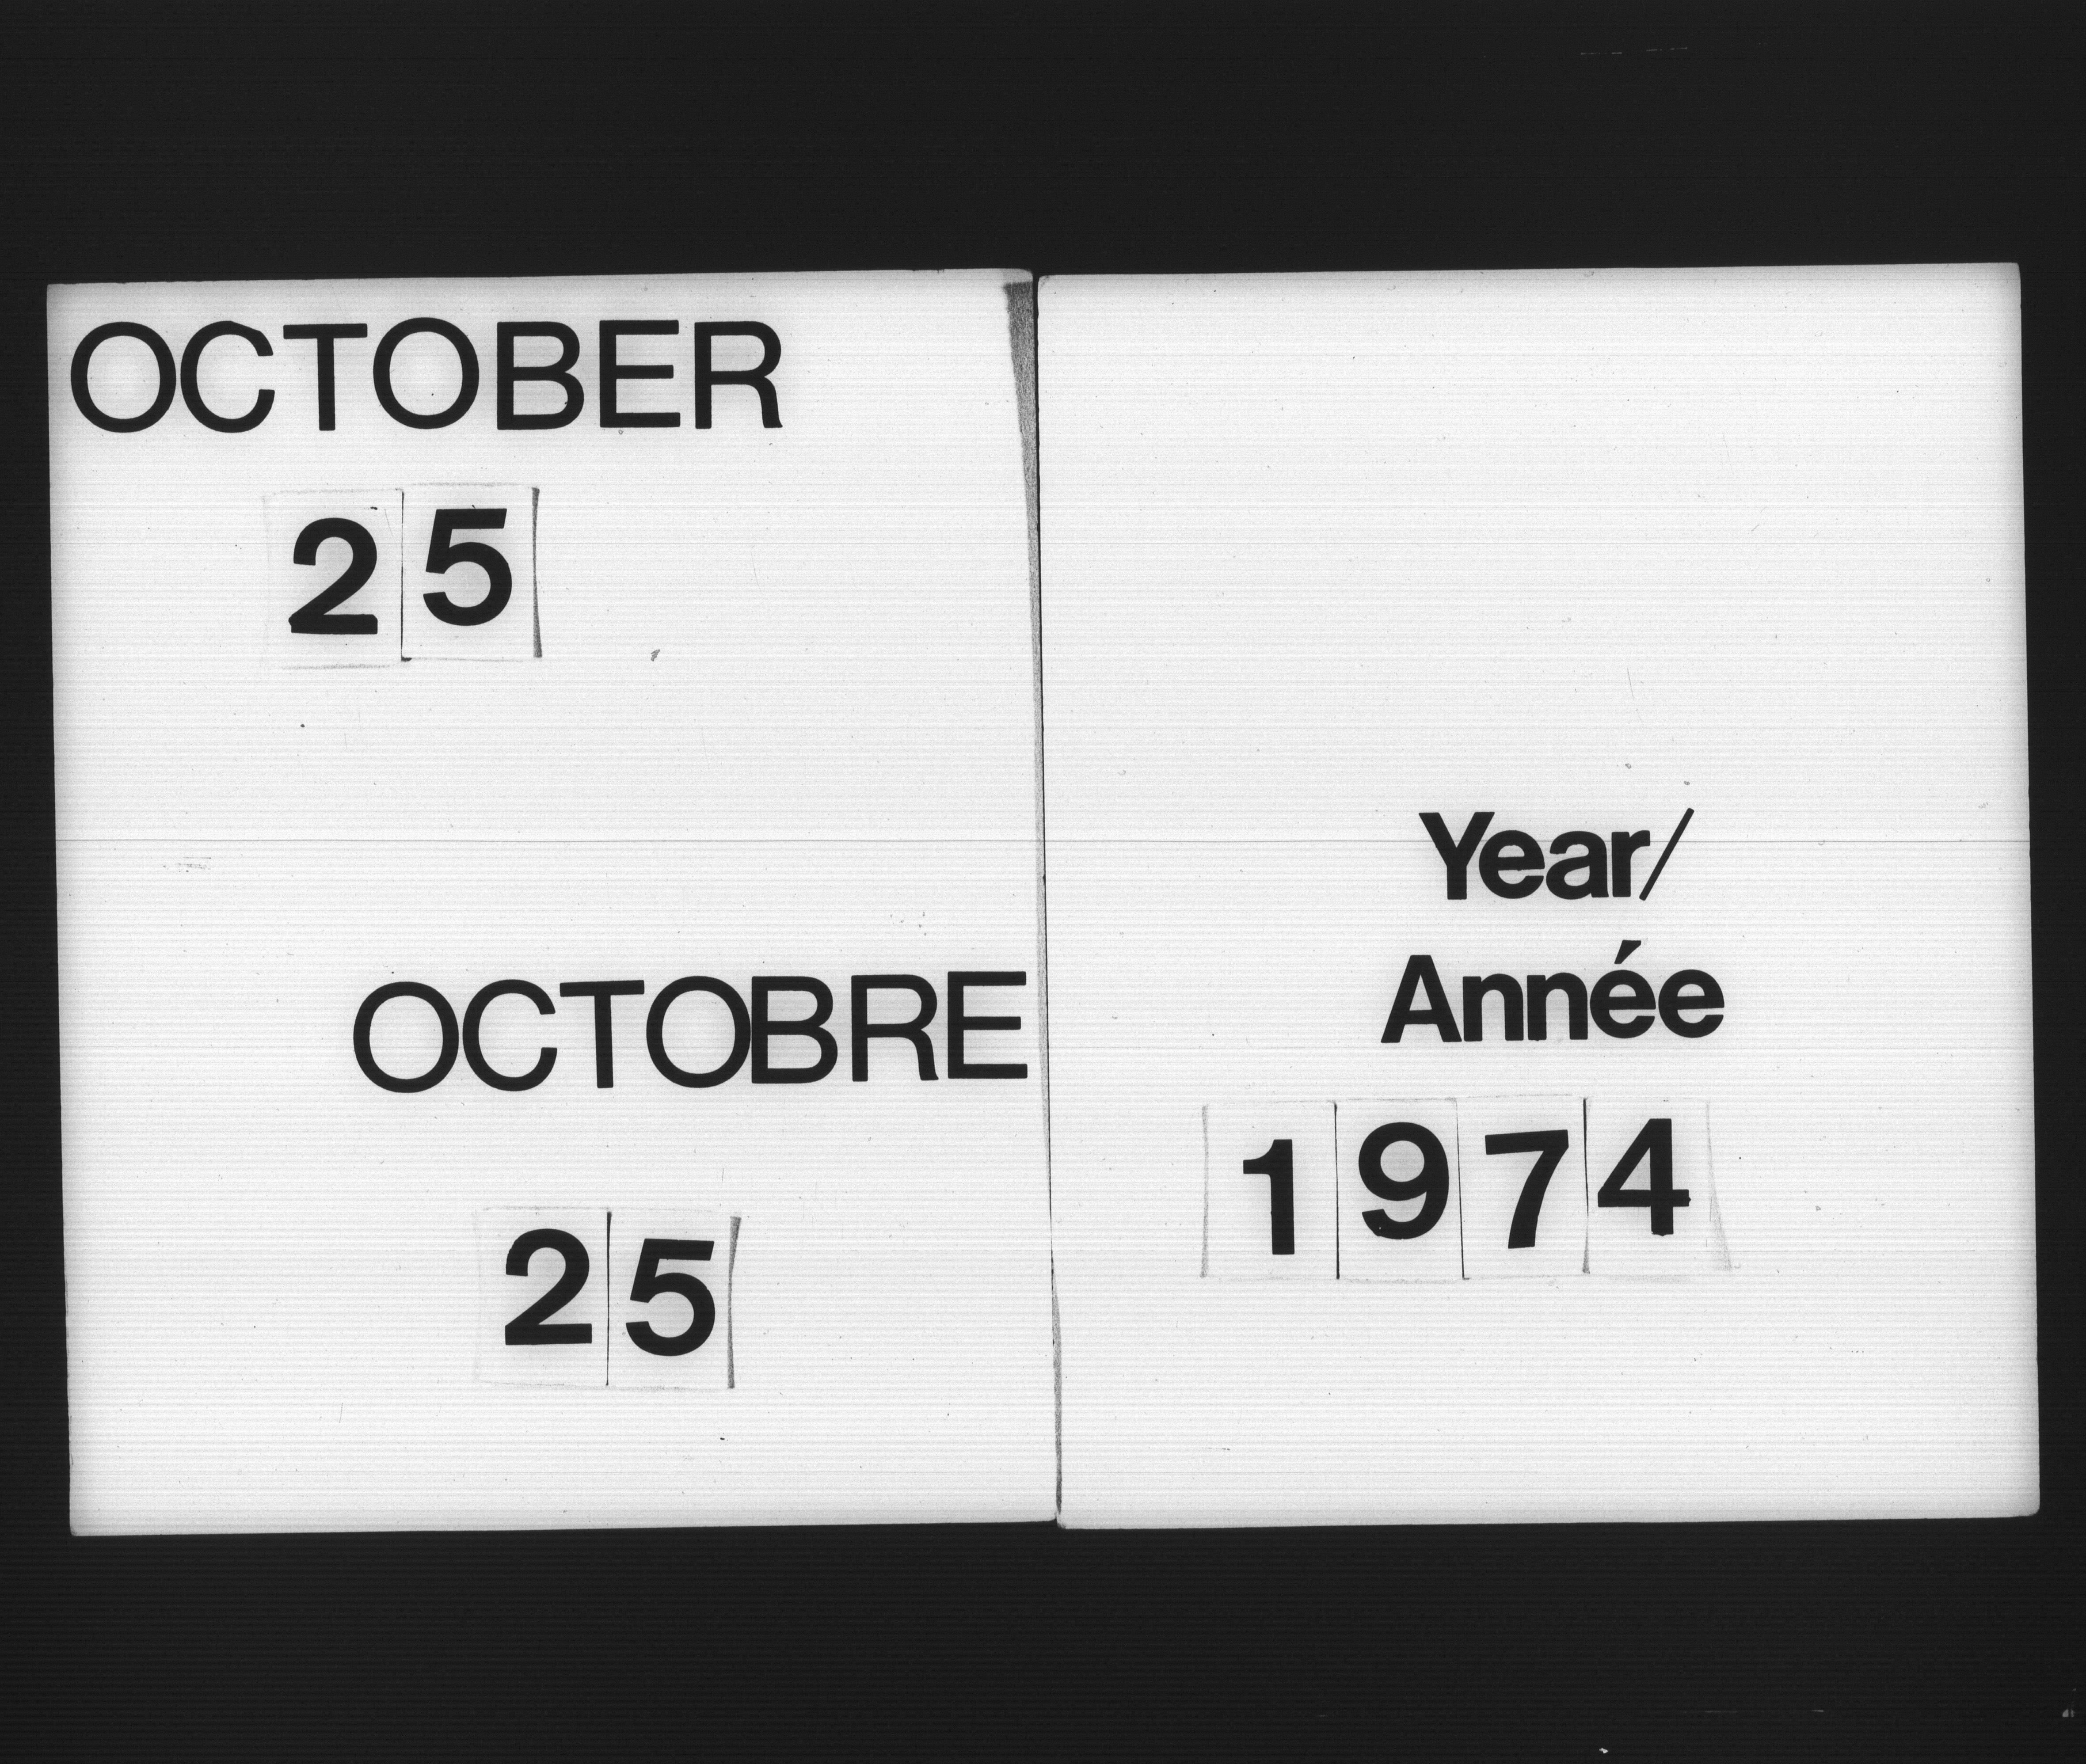 OCTOBER
25
OCTOBRE
25
Year/
Année
1974